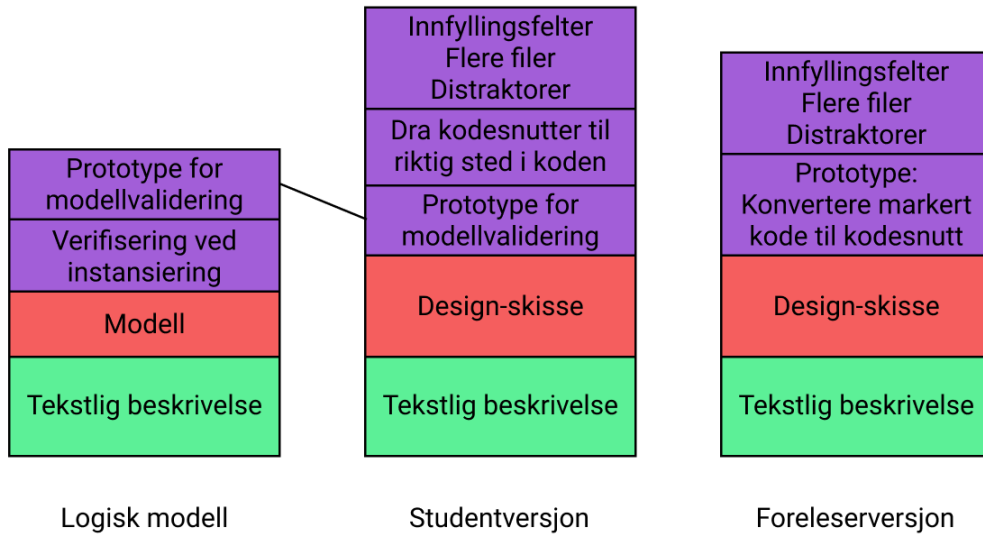 Prototype for
modellvalidering
Verifisering ved
instansiering
Modell
Tekstlig beskrivelse
Logisk modell
Innfyllingsfelter
Flere filer
Distraktorer
Dra kodesnutter til
riktig sted i koden
Prototype for
modellvalidering
Design-skisse
Tekstlig beskrivelse
Studentversjon
Innfyllingsfelter
Flere filer
Distraktorer
Prototype:
Konvertere markert
kode til kodesnutt
Design-skisse
Tekstlig beskrivelse
Foreleserversjon